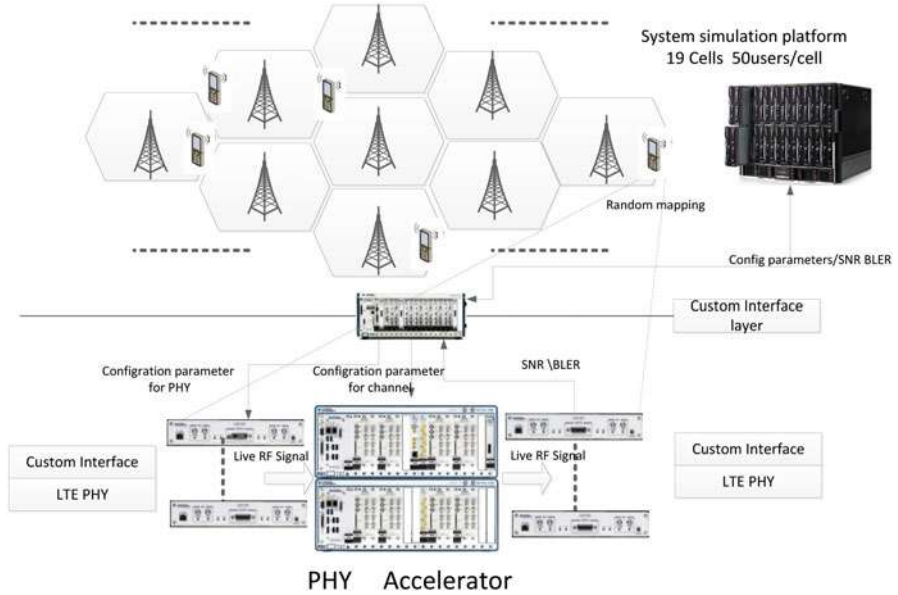 System simulation platform
19 Cells 50users/cell
Random mapping
Config parameters/SNR BLER
Custom Interface
layer
Configration parameter
for PHY
Configration parameter
for channel
SNR \BLER
Live RF Signal
Live RF Signal
Custom Interface
LTE PHY
Custom Interface
LTE PHY
PHY Accelerator